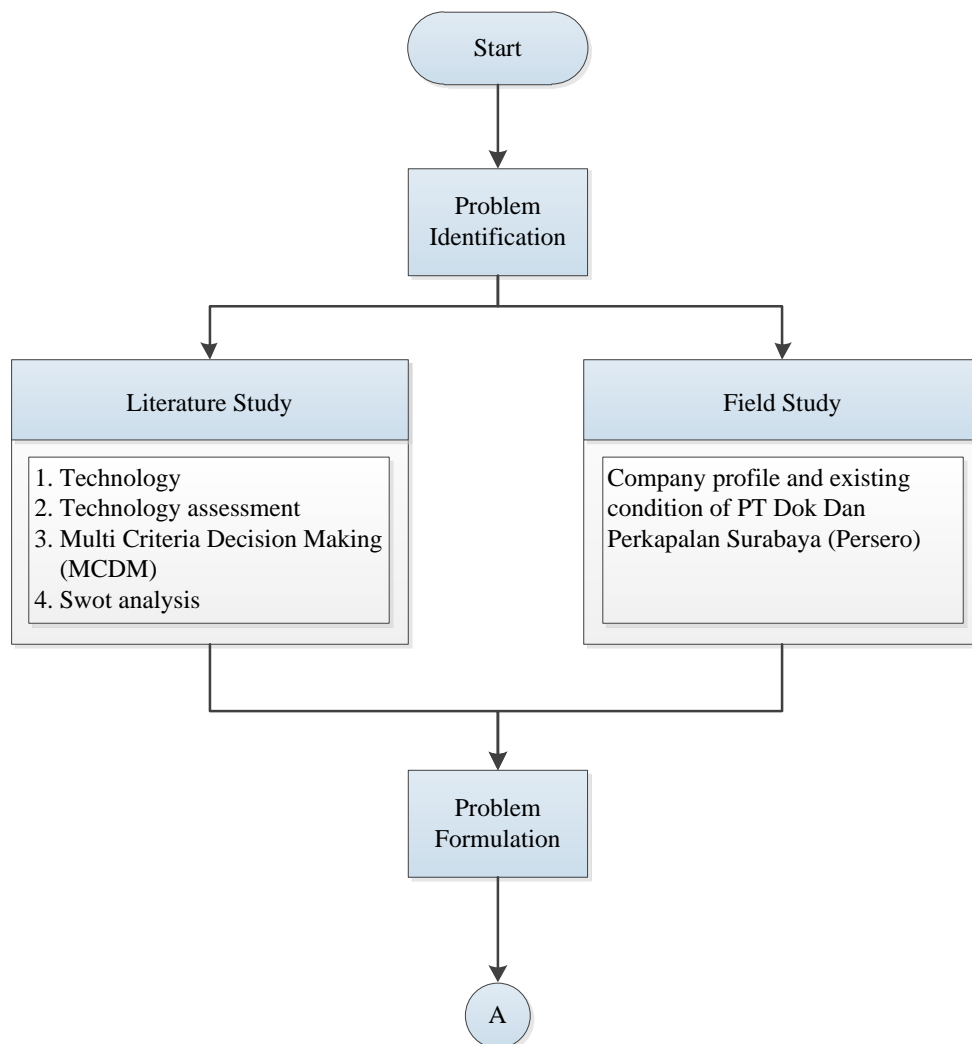 Start
Problem
Identification
Literature Study
1. Technology
2. Technology assessment
3. Multi Criteria Decision Making
(MCDM)
4. Swot analysis
Field Study
Company profile and existing
condition of PT Dok Dan
Perkapalan Surabaya (Persero)
Problem
Formulation
A